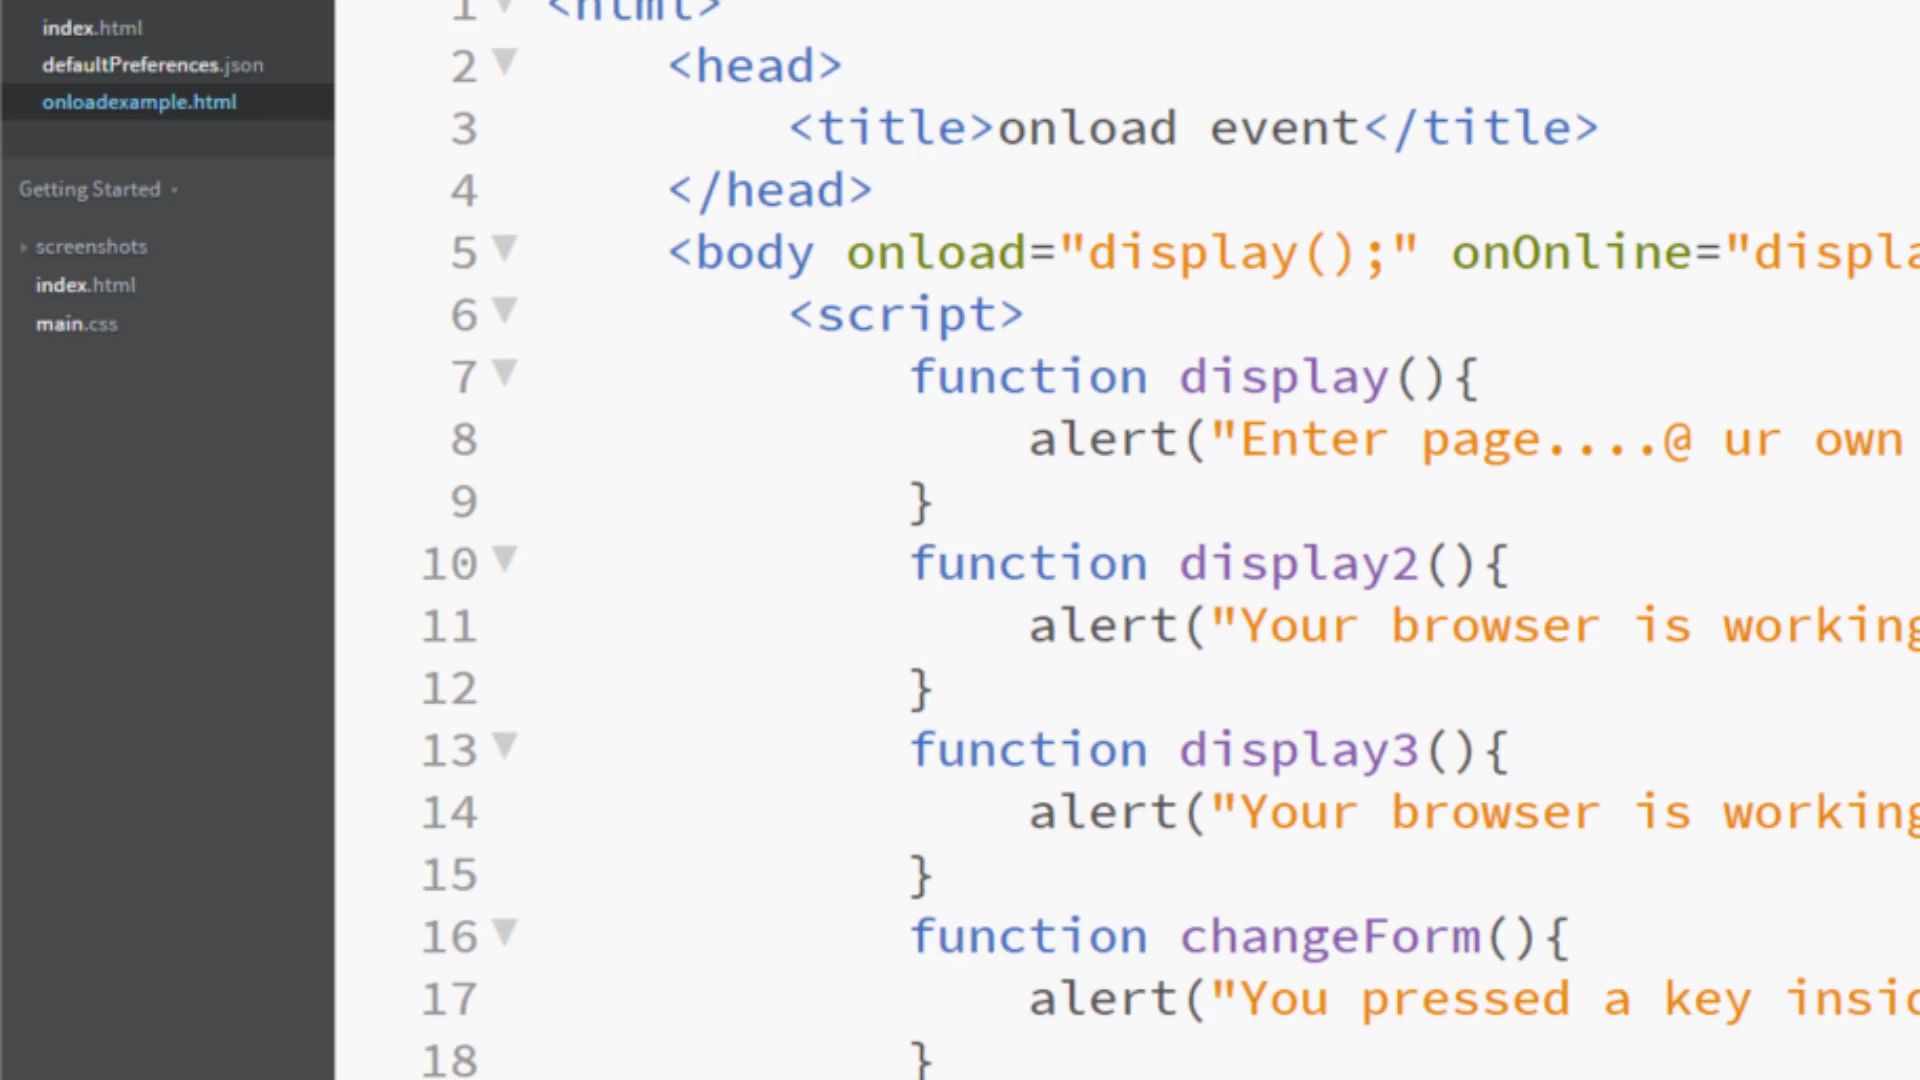 index.html
defaultPreferences.json
onloadexample.html
Getting Started
screenshots
index.html
main.css
1 <html>
2 <head>
3 <title>onload event</title>
4 </head>
5 <body onload="display();" onOnline="displa
6 <script>
7 function display(){
8 alert("Enter page....@ ur own
9 }
10 function display2(){
11 alert("Your browser is working
12 }
13 function display3(){
14 alert("Your browser is working
15 }
16 function changeForm(){
17 alert("You pressed a key insid
18 }